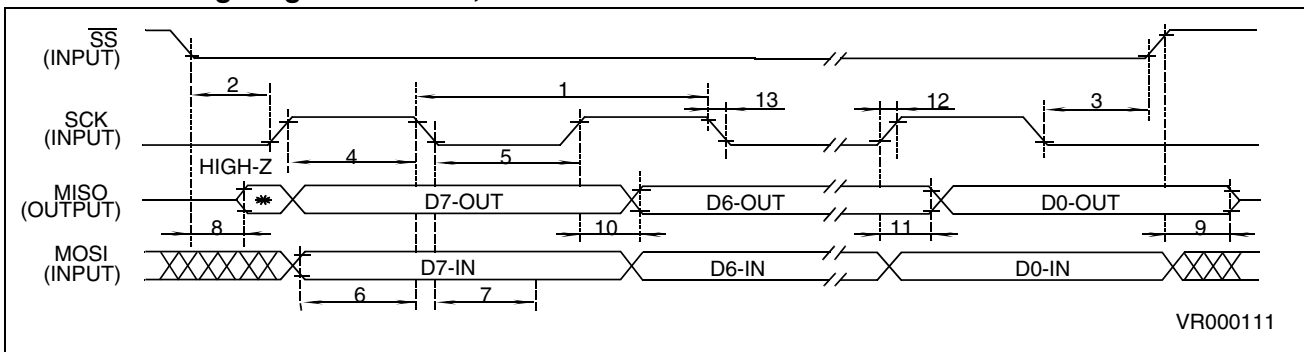 SS
(INPUT)
2
1
13
12
3
SCK
(INPUT)
4
5
HIGH-Z
MISO
(OUTPUT)
D7-OUT
D6-OUT
D0-OUT
8
10
11
9
MOSI
(INPUT)
D7-IN
D6-IN
D0-IN
6
7
VR000111